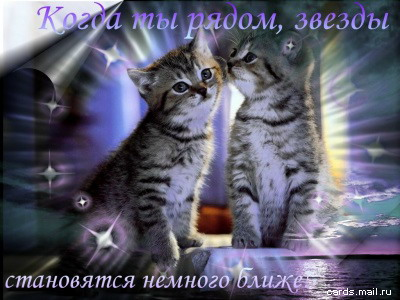 Когда ты рядом, звезды
становятся немного ближе
cards.mail.ru